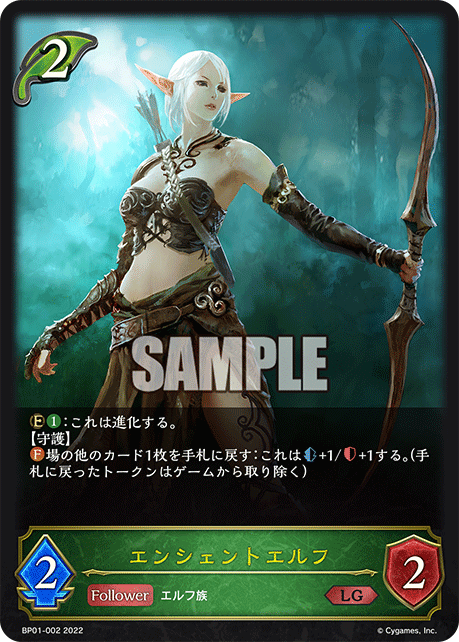 2
SAMPLE
E 1:これは進化する。
【守護】
F 場の他のカード1枚を手札に戻す:これは+1/+1する。(手
札に戻ったトークンはゲームから取り除く)
エンシェントエルフ
2
Follower エルフ族
LG
2
BP01-002 2022
© Cygames, Inc.